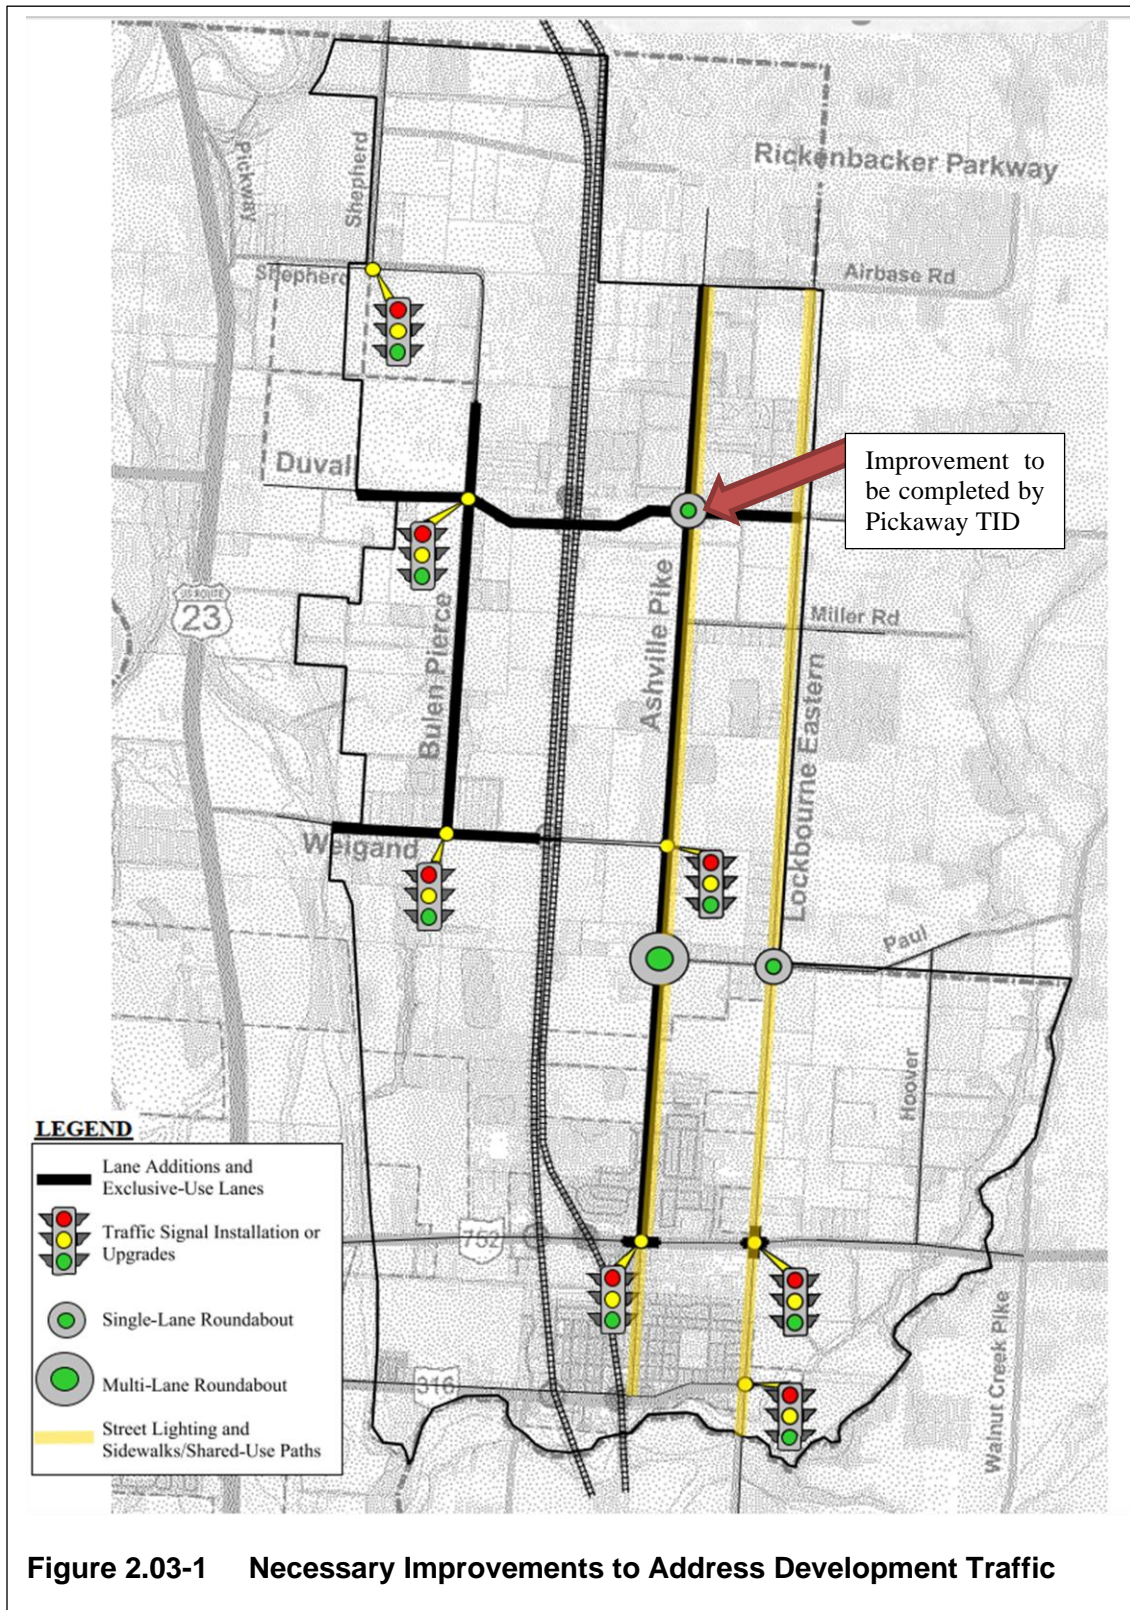 Rickenbacker Parkway
Pickway
Shepherd
Shepherd
Airbase Rd
Improvement to
be completed by
Pickaway TID
Duval
US ROUTE
23
Bulen Pierce
Ashville Pike
Miller Rd
Lockbourne Eastern
Weigand
Paul
Hoover
LEGEND
Lane Additions and
Exclusive-Use Lanes
Traffic Signal Installation or
Upgrades
Single-Lane Roundabout
Multi-Lane Roundabout
Street Lighting and
Sidewalks/Shared-Use Paths
752
316
Walnut Creek Pike
Figure 2.03-1 Necessary Improvements to Address Development Traffic